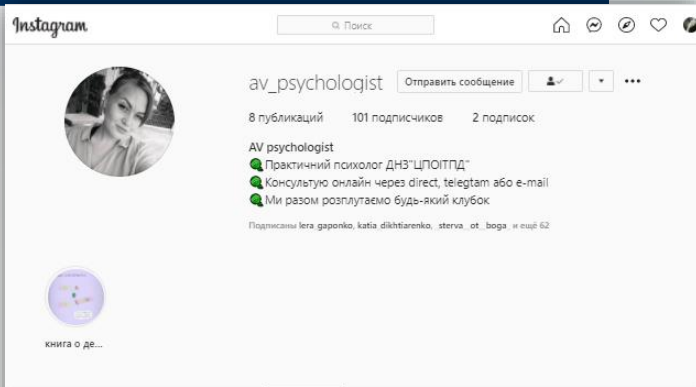 Instagram
Поиск
av_psychologist Отправить сообщение
8 публикаций 101 подписчиков 2 подписок
AV psychologist
Практичний психолог ДНЗ"ЦПОІТПД"
Консультую онлайн через direct, telegtam або e-mail
Ми разом розплутаємо будь-який клубок
Подписаны lera_gaponko, katia_dikhtiarenko, sterva_ot_boga_ и ещё 62
книга о де...